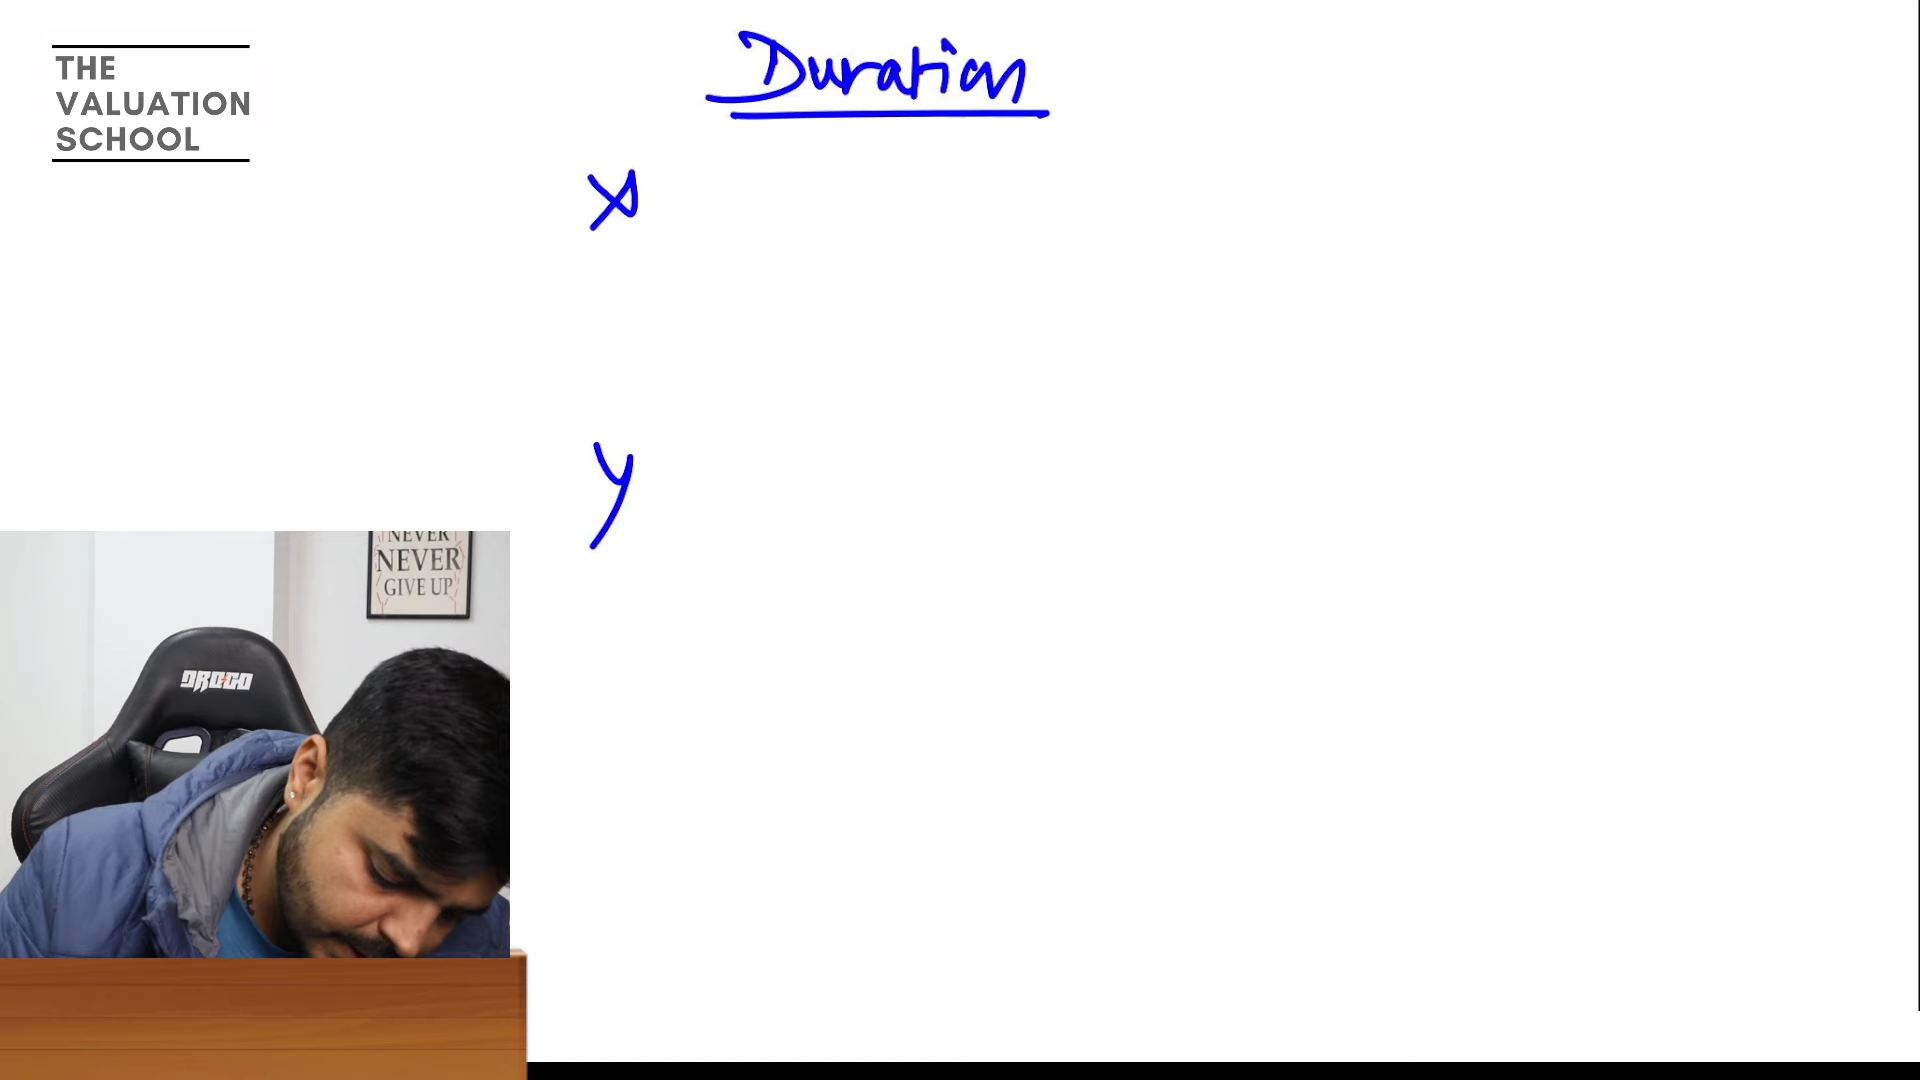 THE
VALUATION
SCHOOL
Duration
X
Y
NEVER
NEVER
GIVE UP
DROGO